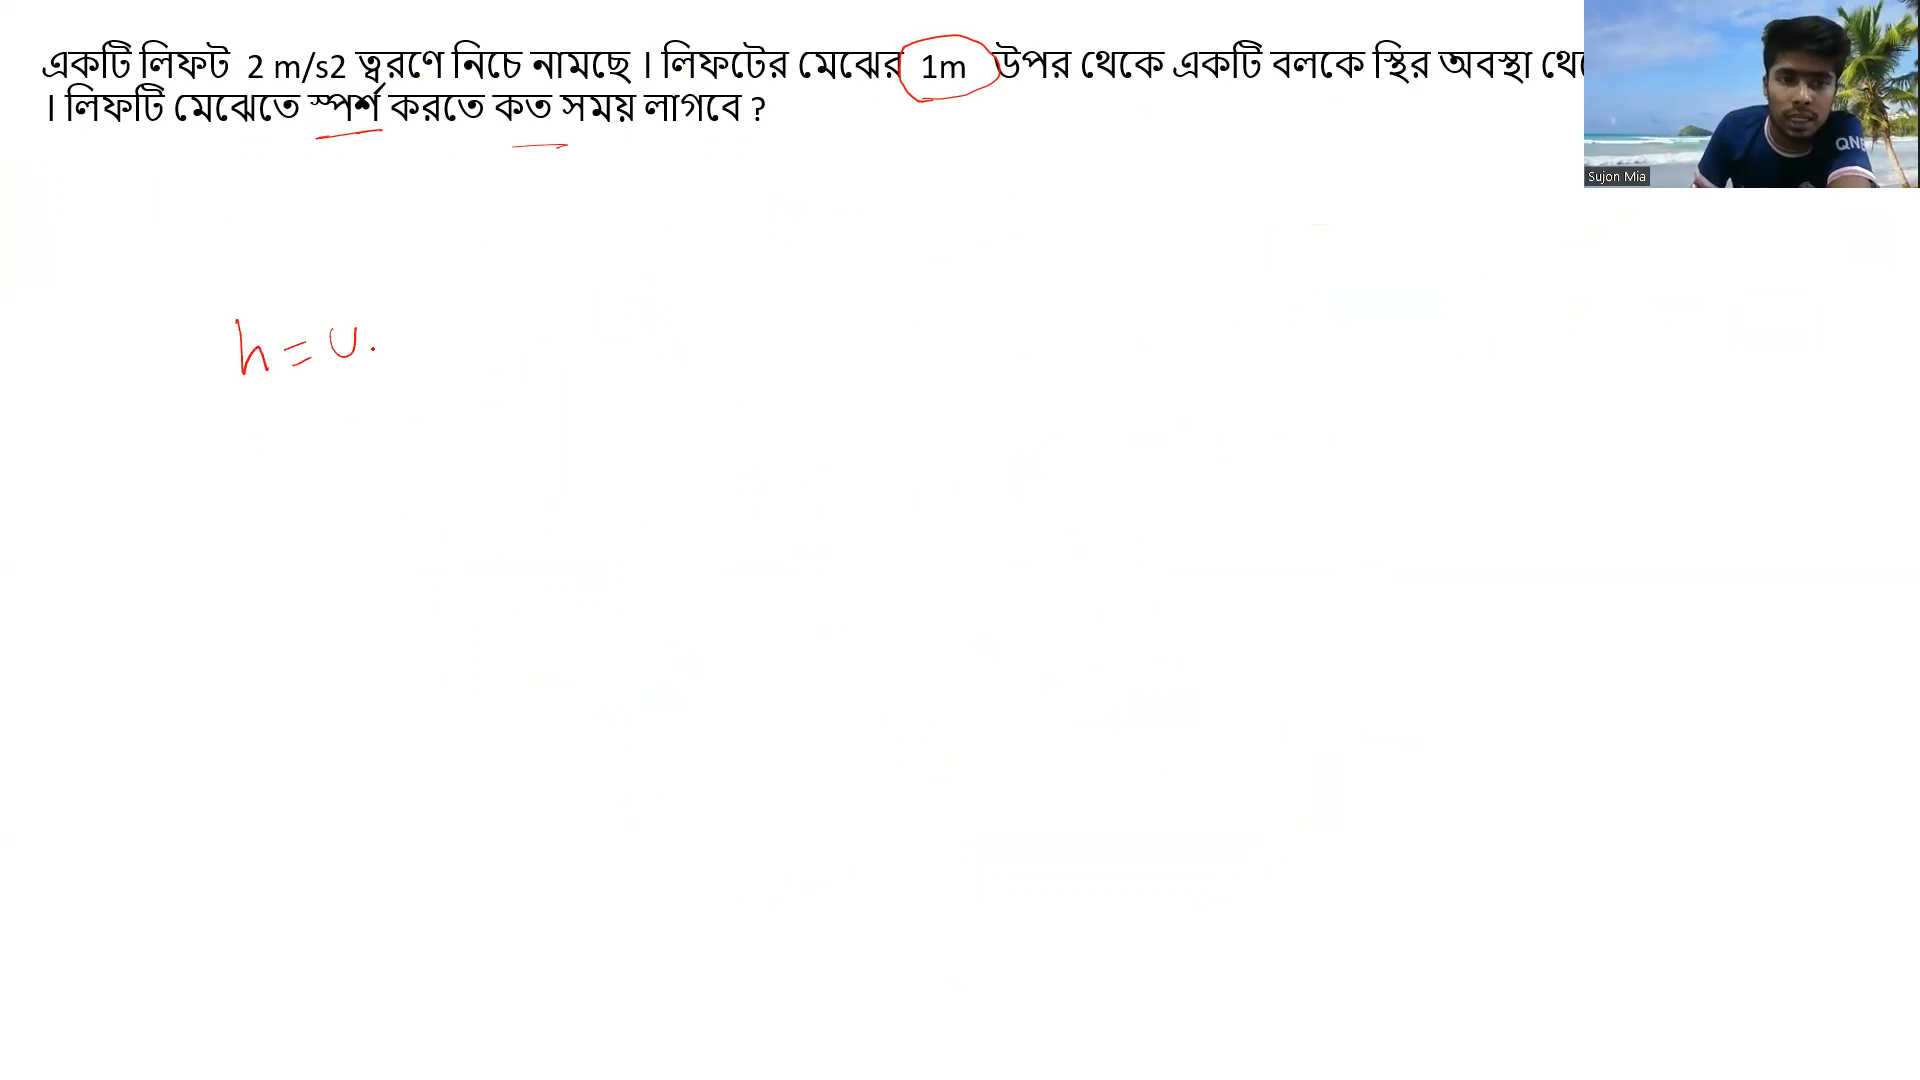 একটি লিফট 2 m/s2 ত্বরণে নিচে নামছে । লিফটের মেঝের 1m উপর থেকে একটি বলকে স্থির অবস্থা
। লিফটি মেঝেতে স্পর্শ করতে কত সময় লাগবে ?
QNB
Sujon Mia
h = u.